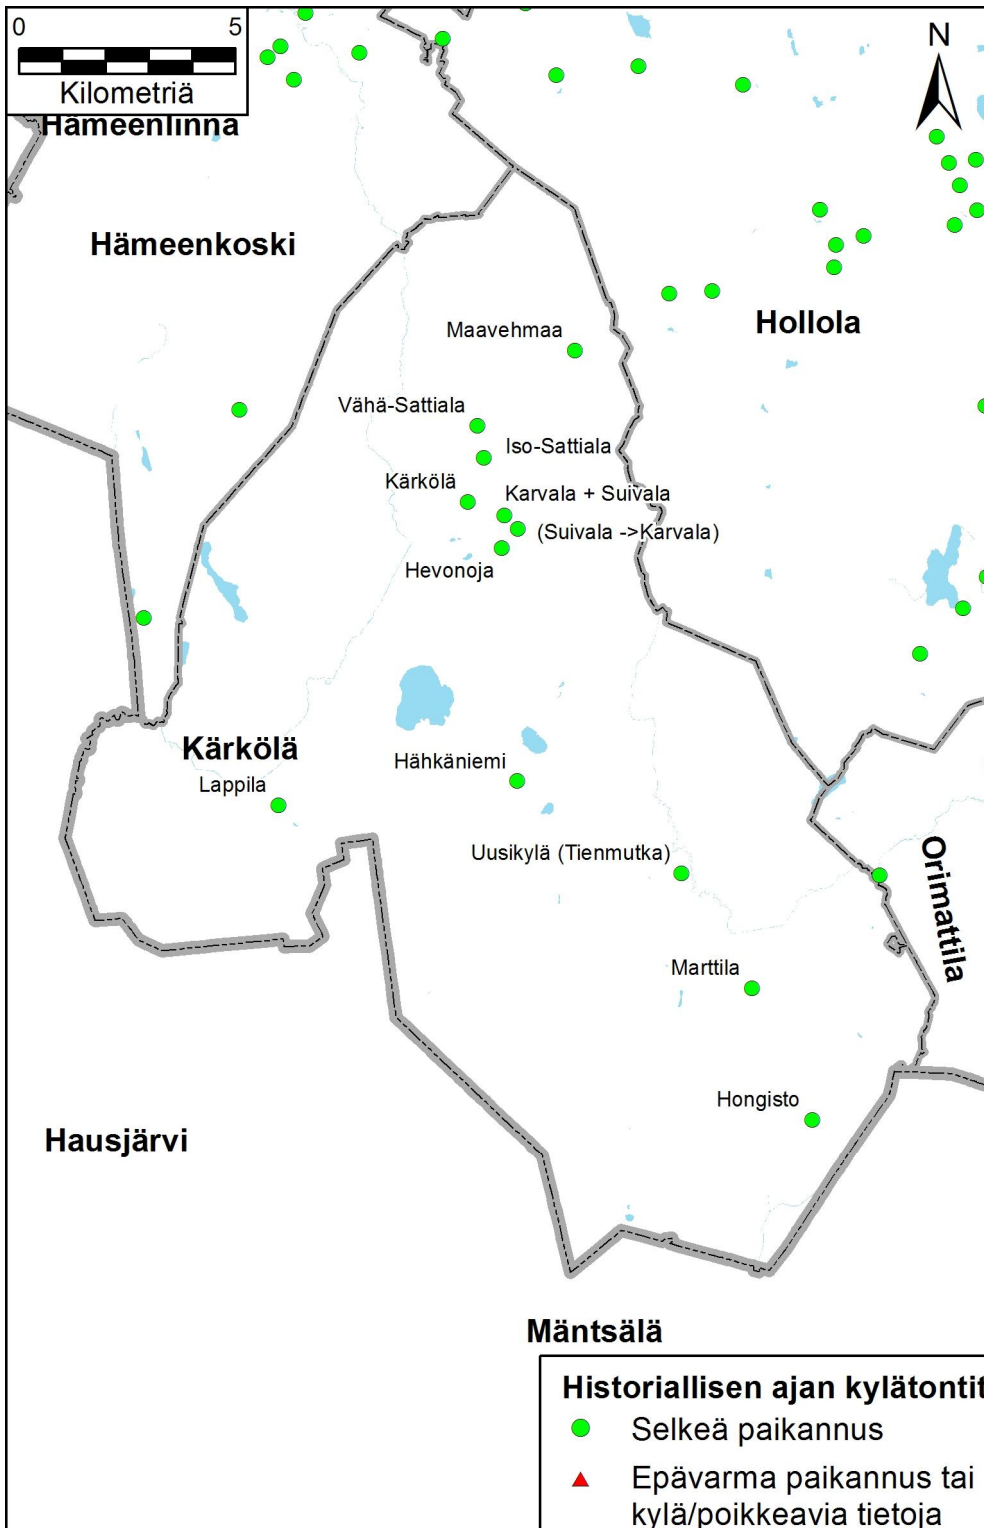 0 5
Kilometriä
N
Hämeenlinna
Hämeenkoski
Hollola
Maavehmaa
Vähä-Sattiala
Iso-Sattiala
Kärkölä
Karvala + Suivala
(Suivala ->Karvala)
Hevonoja
Kärkölä
Hähkäniemi
Lappila
Uusikylä (Tienmutka)
Orimattila
Marttila
Hongisto
Hausjärvi
Mäntsälä
Historiallisen ajan kylätontit
Selkeä paikannus
Epävarma paikannus tai
kylä/poikkeavia tietoja